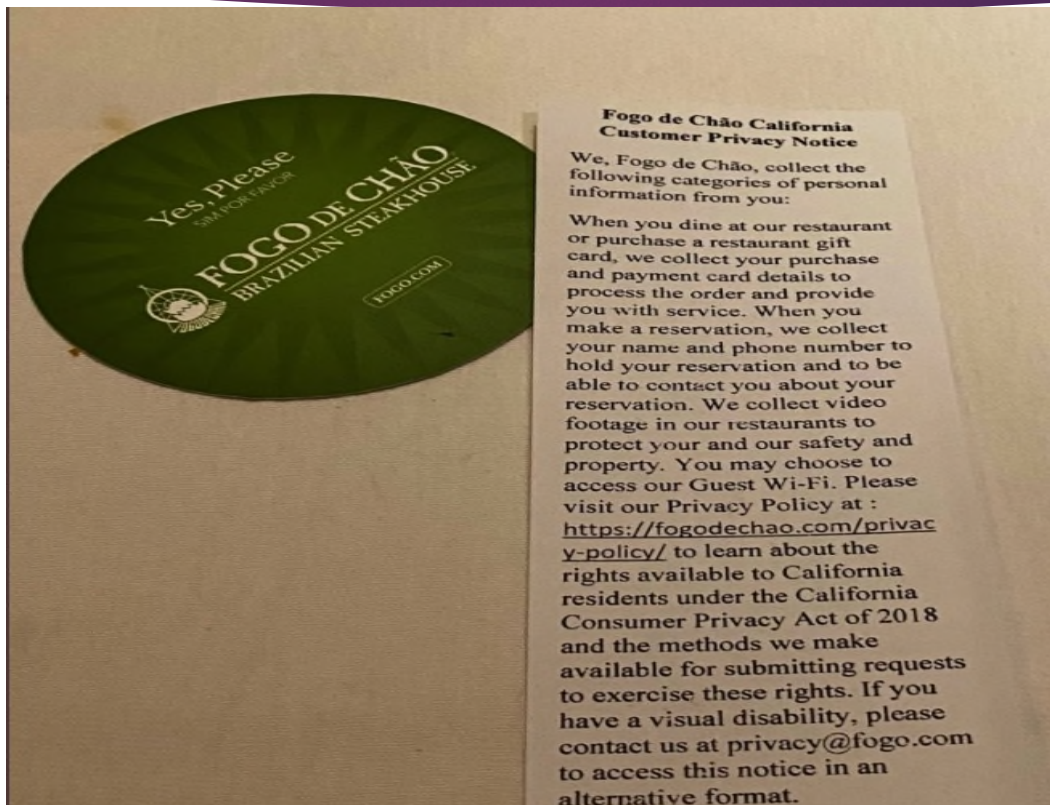 Yes, Please
SIM POR FAVOR
FOGO DE CHÃO
BRAZILIAN STEAKHOUSE
FOGO.COM
Fogo de Chão California
Customer Privacy Notice
We, Fogo de Chão, collect the
following categories of personal
information from you:
When you dine at our restaurant
or purchase a restaurant gift
card, we collect your purchase
and payment card details to
process the order and provide
you with service. When you
make a reservation, we collect
your name and phone number to
hold your reservation and to be
able to contact you about your
reservation. We collect video
footage in our restaurants to
protect your and our safety and
property. You may choose to
access our Guest Wi-Fi. Please
visit our Privacy Policy at :
https://fogodechao.com/privac
y-policy/ to learn about the
rights available to California
residents under the California
Consumer Privacy Act of 2018
and the methods we make
available for submitting requests
to exercise these rights. If you
have a visual disability, please
contact us at privacy@fogo.com
to access this notice in an
alternative format.